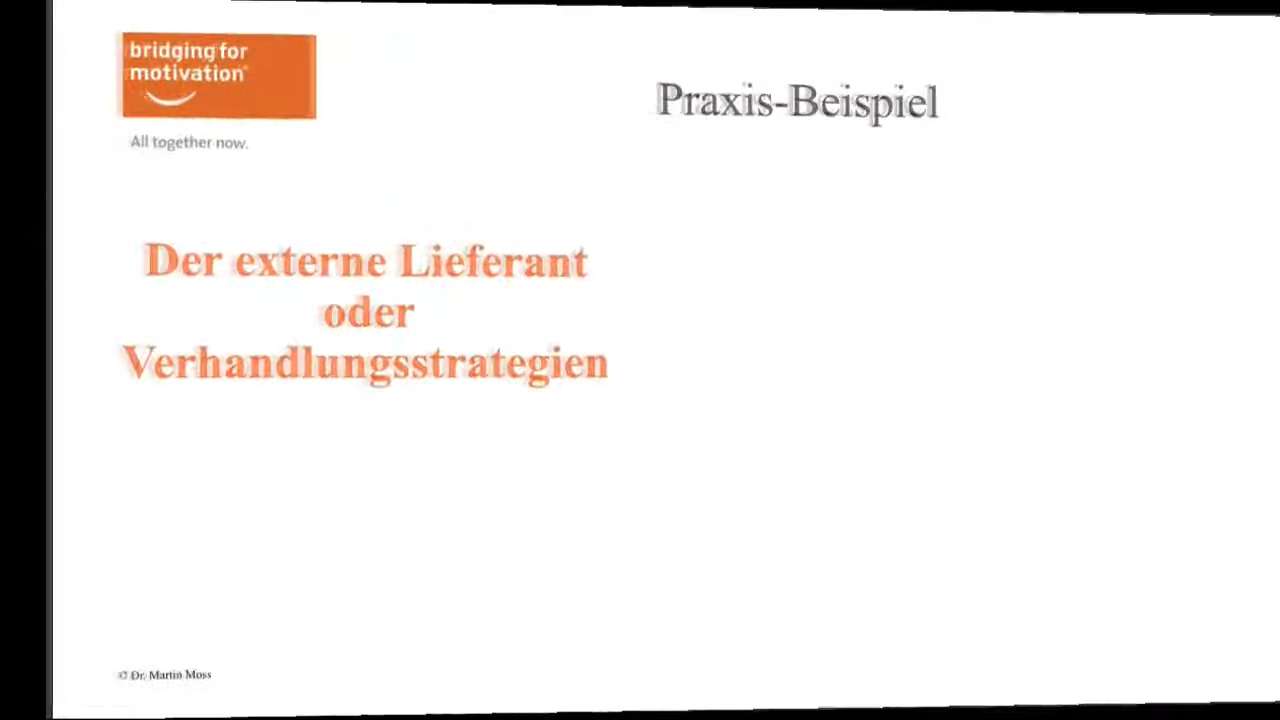 bridging for
motivation®
All together now.
Praxis-Beispiel
Der externe Lieferant
oder
Verhandlungsstrategien
© Dr. Martin Moss